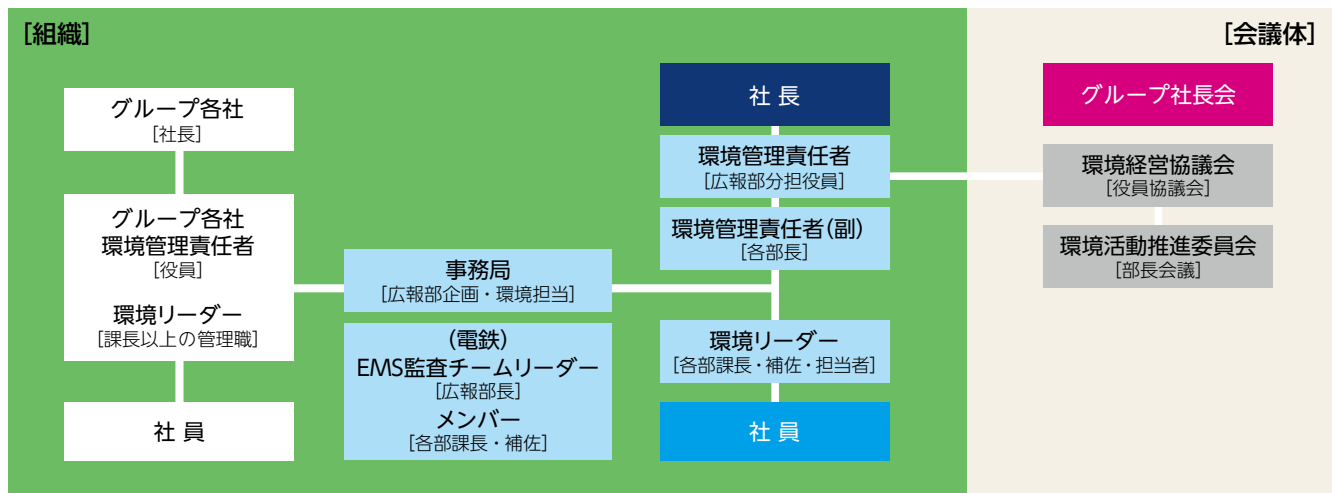 [組織]
グループ各社
[社長]
グループ各社
環境管理責任者
[役員]
環境リーダー
[課長以上の管理職]
社 員
事務局
[広報部企画・環境担当]
(電鉄)
EMS監査チームリーダー
[広報部長]
メンバー
[各部課長・補佐]
社 長
環境管理責任者
[広報部分担役員]
環境管理責任者(副)
[各部長]
環境リーダー
[各部課長・補佐・担当者]
社 員
[会議体]
グループ社長会
環境経営協議会
[役員協議会]
環境活動推進委員会
[部長会議]